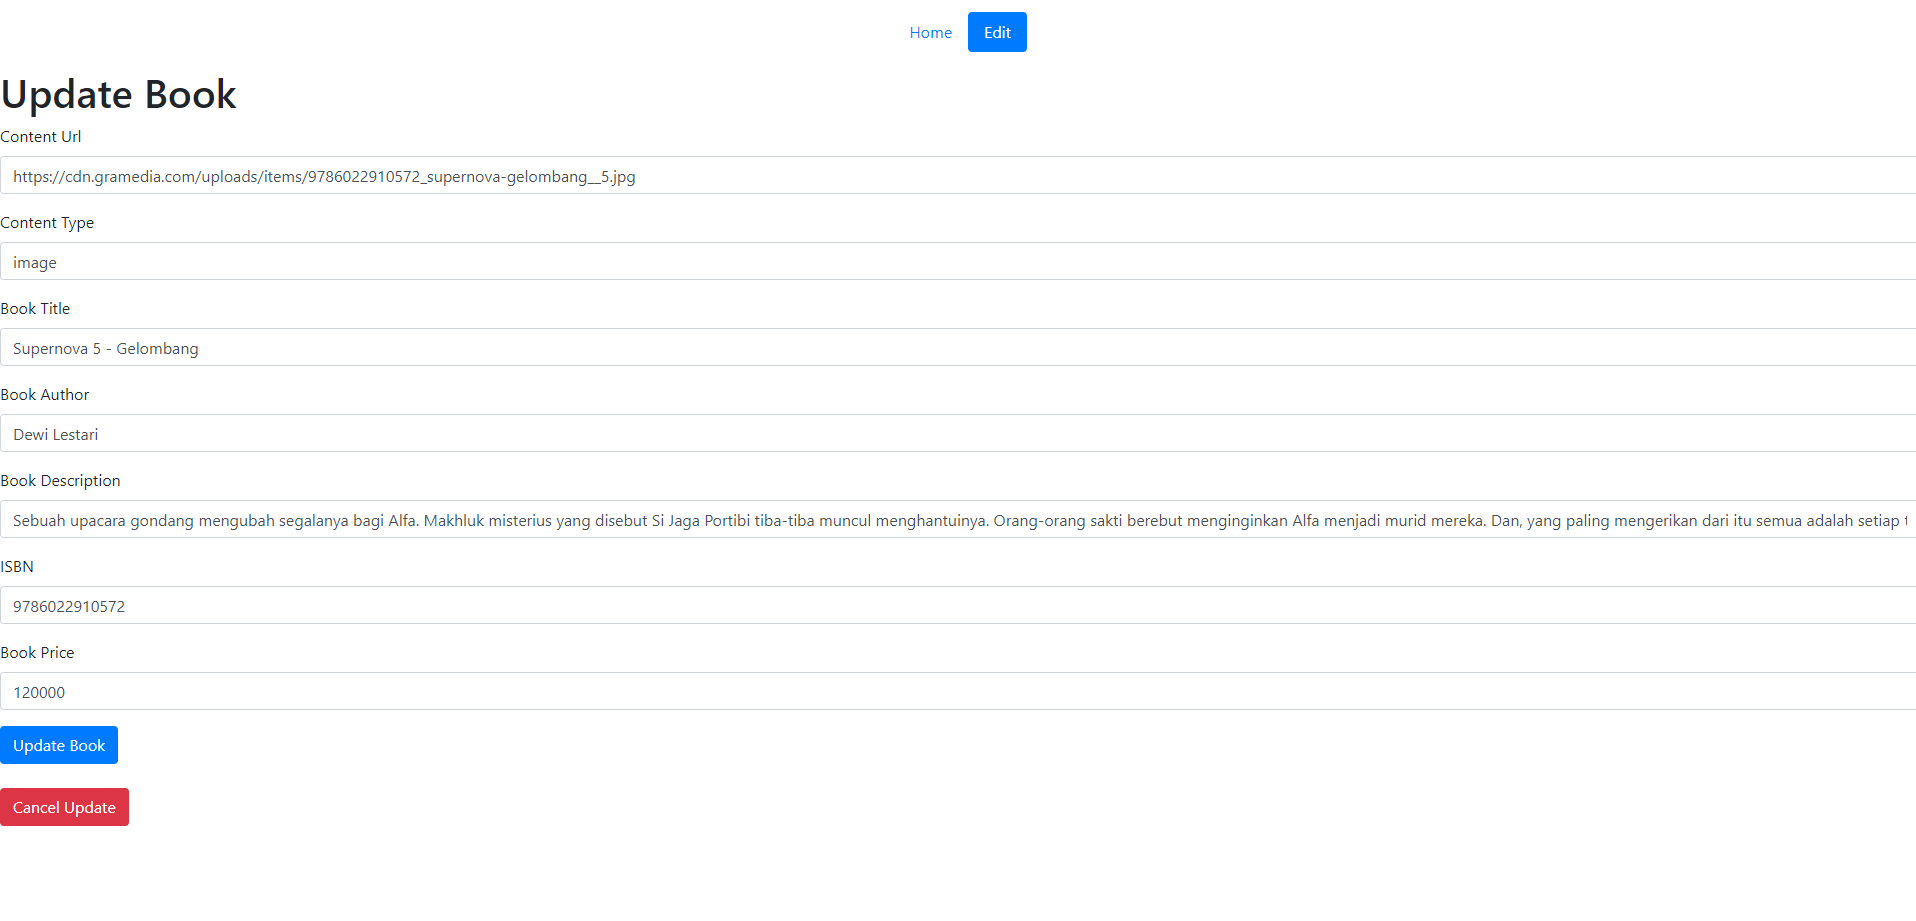 Home Edit
Update Book
Content Url
https://cdn.gramedia.com/uploads/items/9786022910572_supernova-gelombang__5.jpg
Content Type
image
Book Title
Supernova 5 - Gelombang
Book Author
Dewi Lestari
Book Description
Sebuah upacara gondang mengubah segalanya bagi Alfa. Makhluk misterius yang disebut Si Jaga Portibi tiba-tiba muncul menghantuinya. Orang-orang sakti berebut menginginkan Alfa menjadi murid mereka. Dan, yang paling mengerikan dari itu semua adalah setiap
ISBN
9786022910572
Book Price
120000
Update Book
Cancel Update